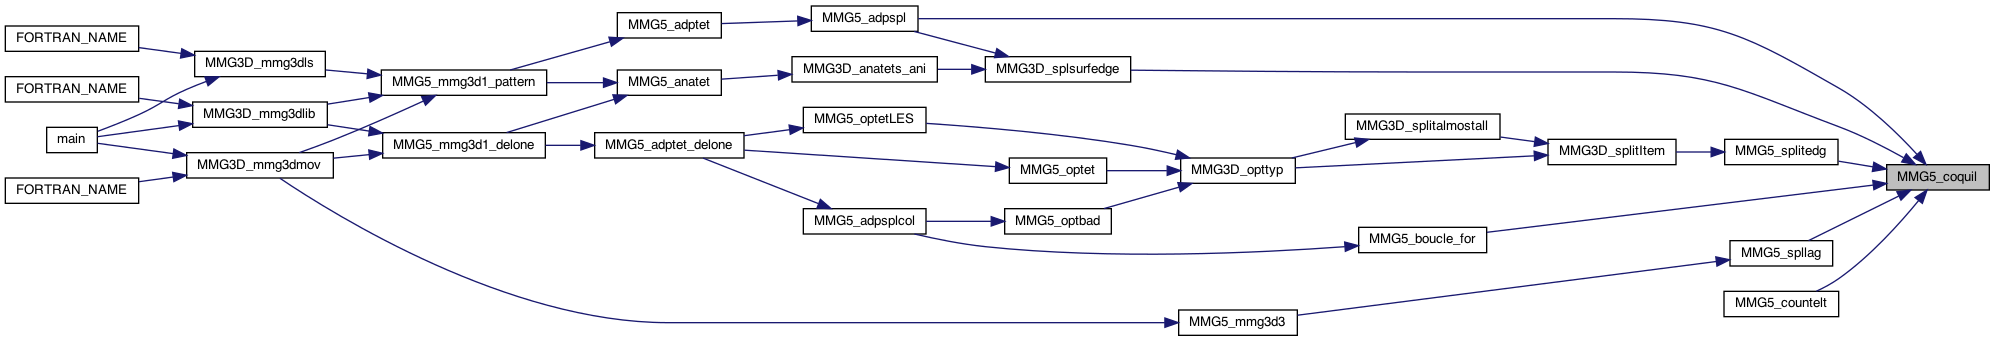 FORTRAN_NAME
FORTRAN_NAME
main
FORTRAN_NAME
MMG3D_mmg3dls
MMG3D_mmg3dlib
MMG3D_mmg3dmov
MMG5_mmg3d1_pattern
MMG5_mmg3d1_delone
MMG5_adptet
MMG5_anatet
MMG5_adptet_delone
MMG5_adpspl
MMG3D_anatets_ani
MMG5_optetLES
MMG5_adpsplcol
MMG3D_splsurfedge
MMG5_optet
MMG5_optbad
MMG3D_opttyp
MMG5_mmg3d3
MMG3D_splitalmostall
MMG5_boucle_for
MMG3D_splitItem
MMG5_splitedg
MMG5_spllag
MMG5_countelt
MMG5_coquil